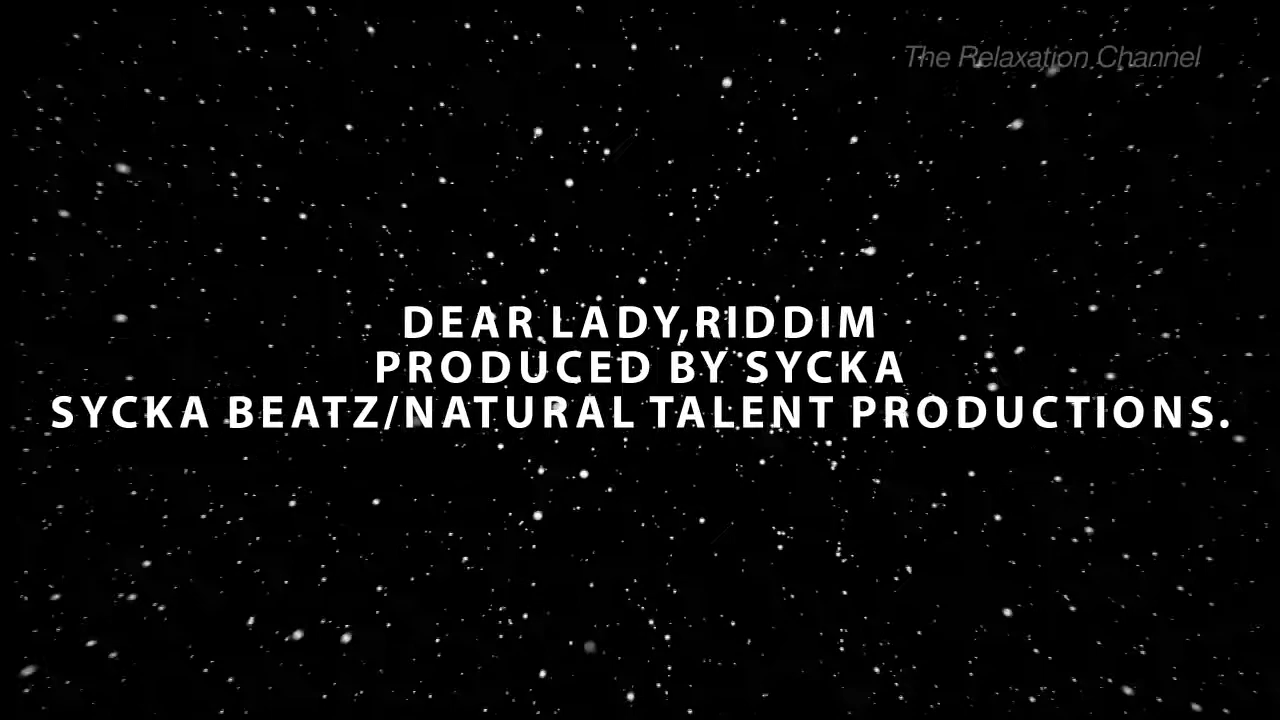 The Relaxation Channel
DEAR LADY,RIDDIM
PRODUCED BY SYCKA
SYCKA BEATZ/NATURAL TALENT PRODUCTIONS.